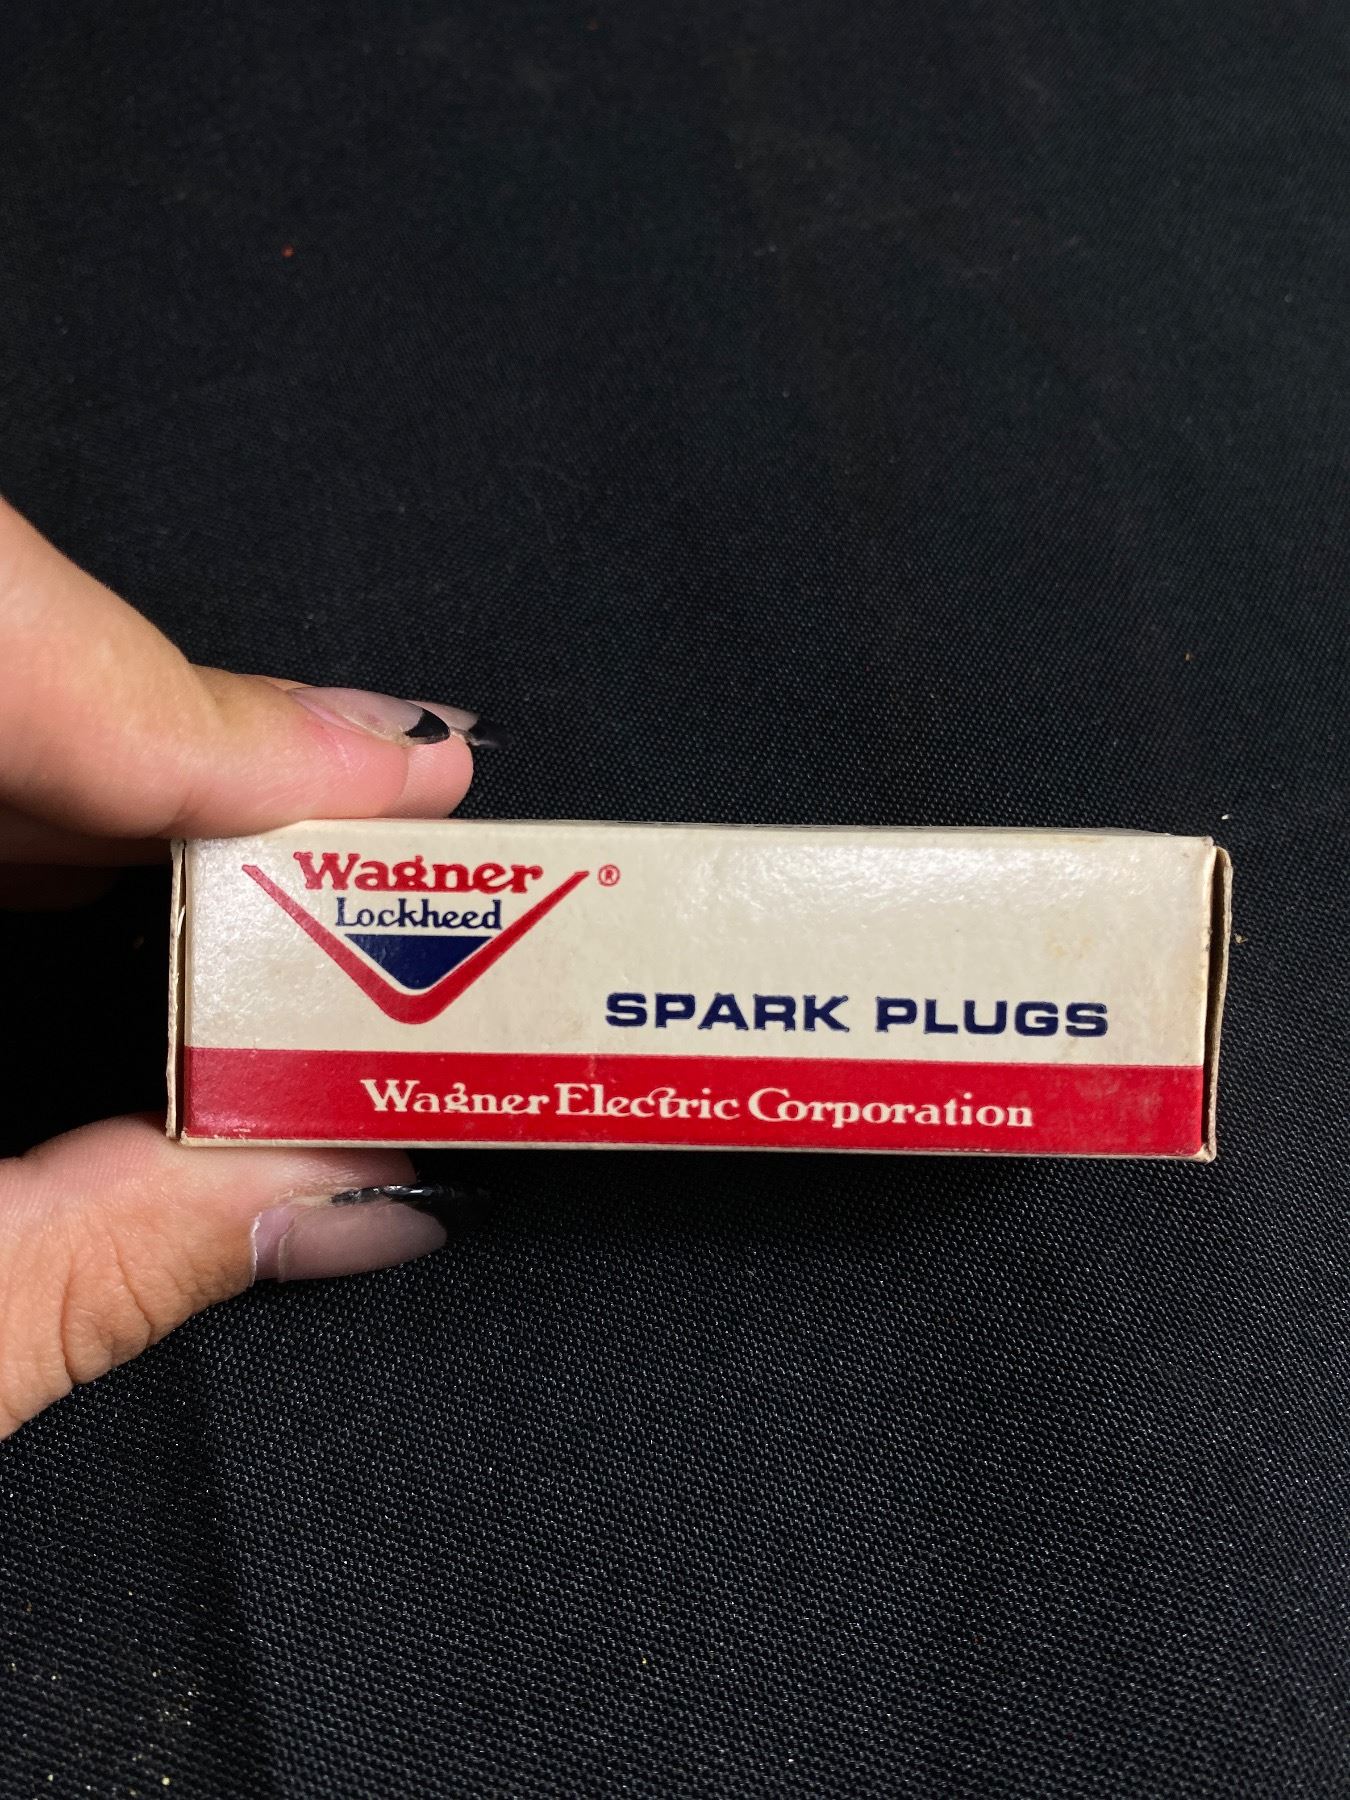 Wagner ®
Lockheed
SPARK PLUGS
Wagner Electric Corporation